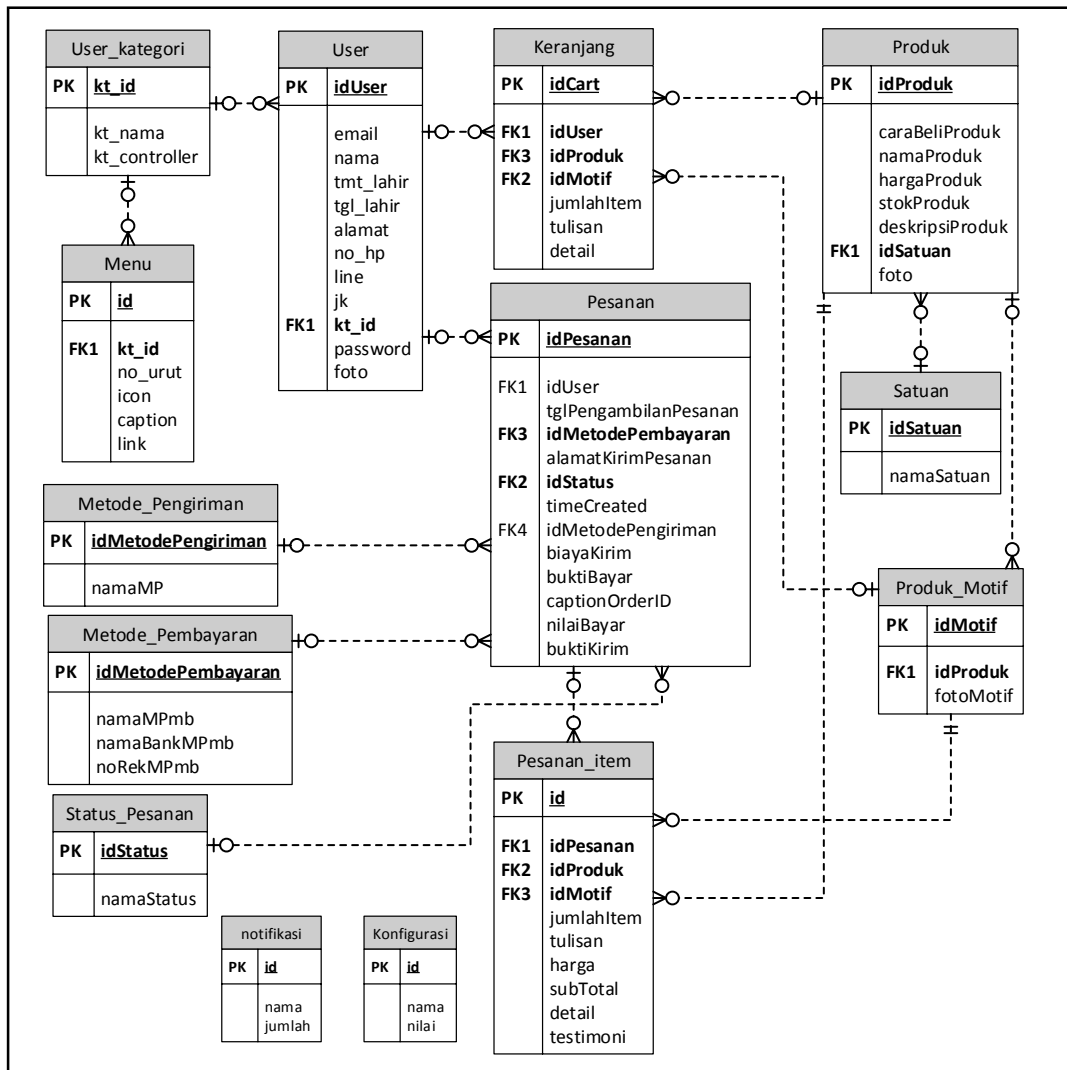 User_kategori
PK kt_id
kt_nama
kt_controller
User
PK idUser
email
nama
tmt_lahir
tgl_lahir
alamat
no_hp
line
jk
FK1 kt_id
password
foto
Keranjang
PK idCart
FK1 idUser
FK3 idProduk
FK2 idMotif
jumlahItem
tulisan
detail
Produk
PK idProduk
caraBeliProduk
namaProduk
hargaProduk
stokProduk
deskripsiProduk
FK1 idSatuan
foto
Menu
PK id
FK1 kt_id
no_urut
icon
caption
link
Pesanan
PK idPesanan
FK1 idUser
tglPengambilanPesanan
FK3 idMetodePembayaran
alamatKirimPesanan
FK2 idStatus
timeCreated
FK4 idMetodePengiriman
biayaKirim
buktiBayar
captionOrderID
nilaiBayar
buktiKirim
Satuan
PK idSatuan
namaSatuan
Metode_Pengiriman
PK idMetodePengiriman
namaMP
Produk_Motif
PK idMotif
FK1 idProduk
fotoMotif
Metode_Pembayaran
PK idMetodePembayaran
namaMPmb
namaBankMPmb
noRekMPmb
Pesanan_item
PK id
FK1 idPesanan
FK2 idProduk
FK3 idMotif
jumlahItem
tulisan
harga
subTotal
detail
testimoni
Status_Pesanan
PK idStatus
namaStatus
notifikasi
PK id
nama
jumlah
Konfigurasi
PK id
nama
nilai